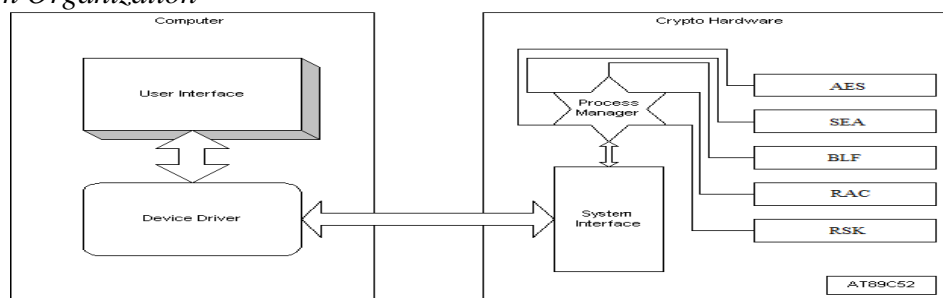 n Organization
Computer
User Interface
Device Driver
Crypto Hardware
Process
Manager
System
Interface
AES
SEA
BLF
RAC
RSK
AT89C52